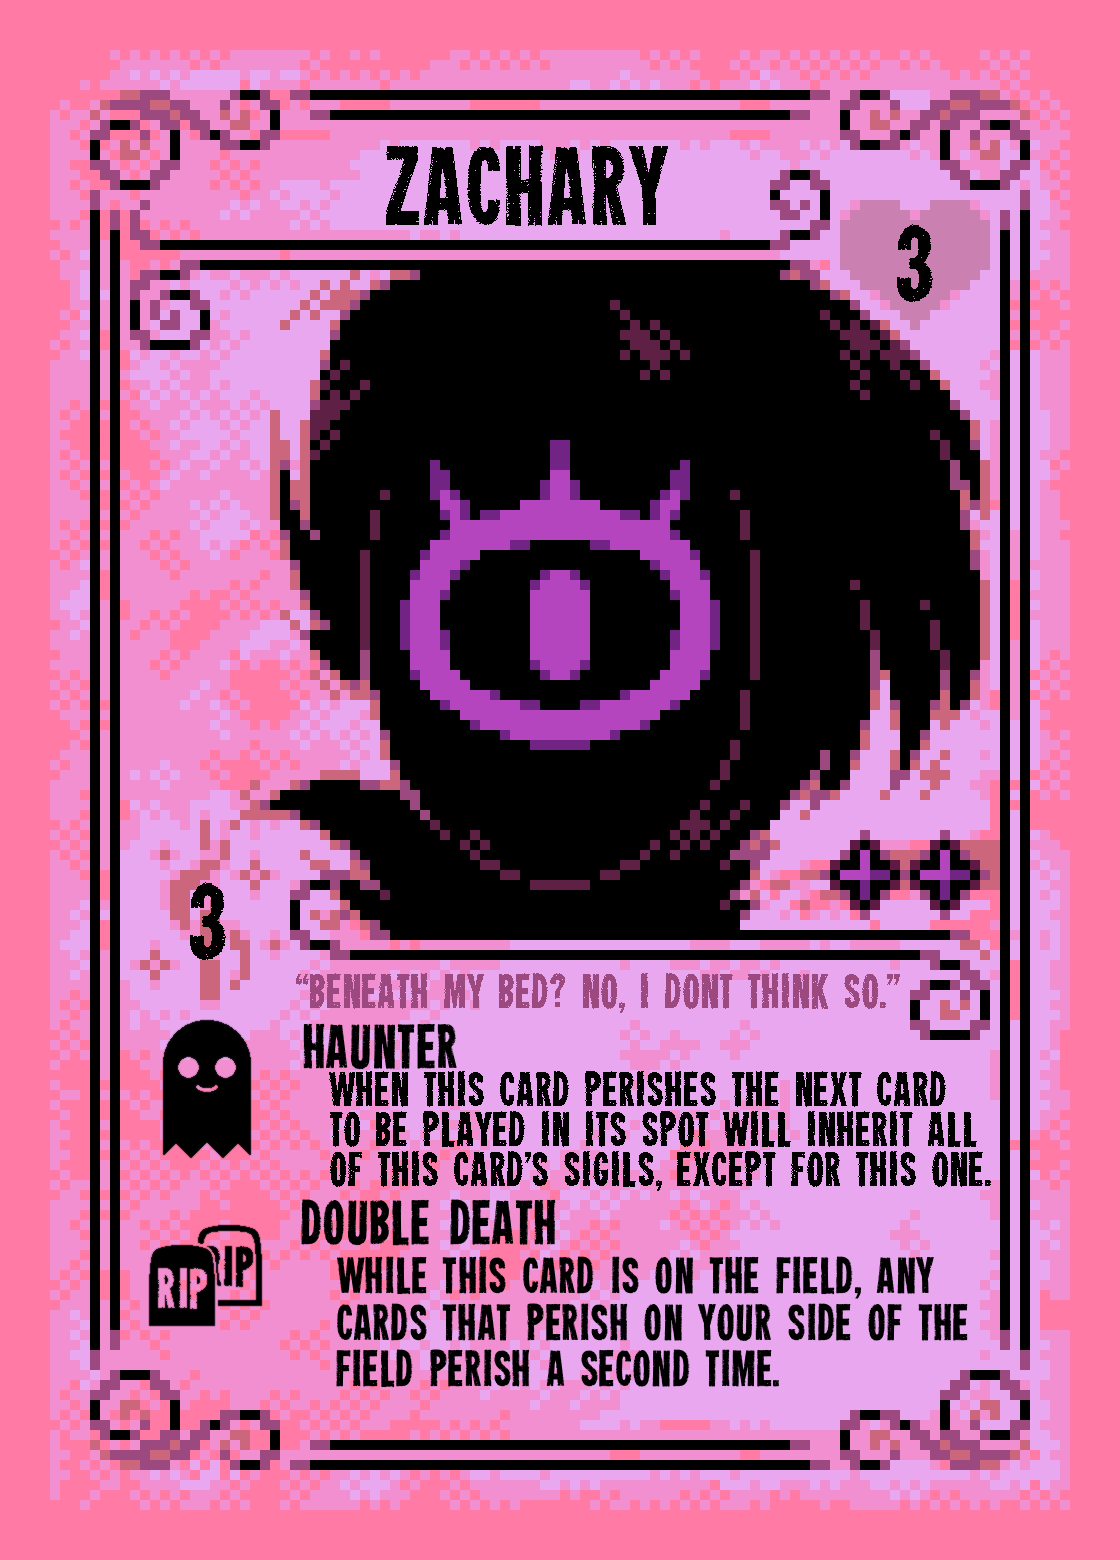 ZACHARY
3
3
“BENEATH MY BED? NO, I DONT THINK SO.”
HAUNTER
WHEN THIS CARD PERISHES THE NEXT CARD
TO BE PLAYED IN ITS SPOT WILL INHERIT ALL
OF THIS CARD’S SIGILS, EXCEPT FOR THIS ONE.
DOUBLE DEATH
RIP
RIP
WHILE THIS CARD IS ON THE FIELD, ANY
CARDS THAT PERISH ON YOUR SIDE OF THE
FIELD PERISH A SECOND TIME.